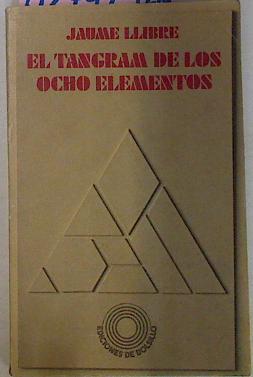 JAUME LLIBRE
EL TANGRAM DE LOS
OCHO ELEMENTOS
EDICIONES DE BOLSILLO